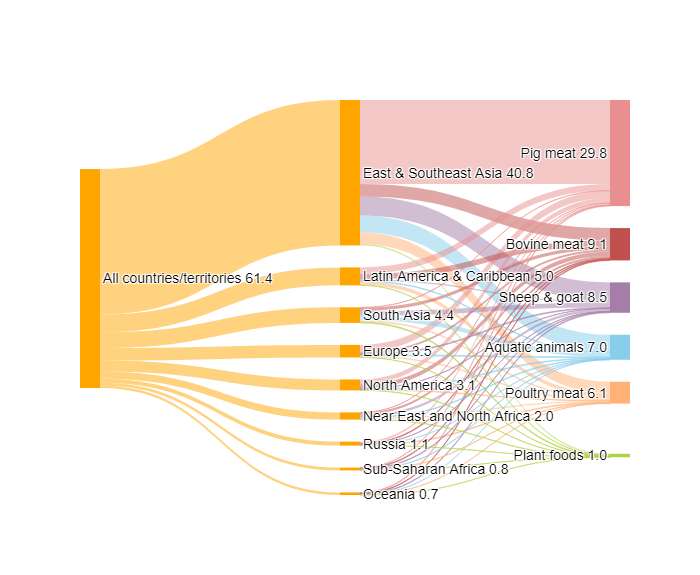 All countries/territories 61.4
East & Southeast Asia 40.8
Latin America & Caribbean 5.0
South Asia 4.4
Europe 3.5
North America 3.1
Near East and North Africa 2.0
Russia 1.1
Sub-Saharan Africa 0.8
Oceania 0.7
Pig meat 29.8
Bovine meat 9.1
Sheep & goat 8.5
Aquatic animals 7.0
Poultry meat 6.1
Plant foods 1.0